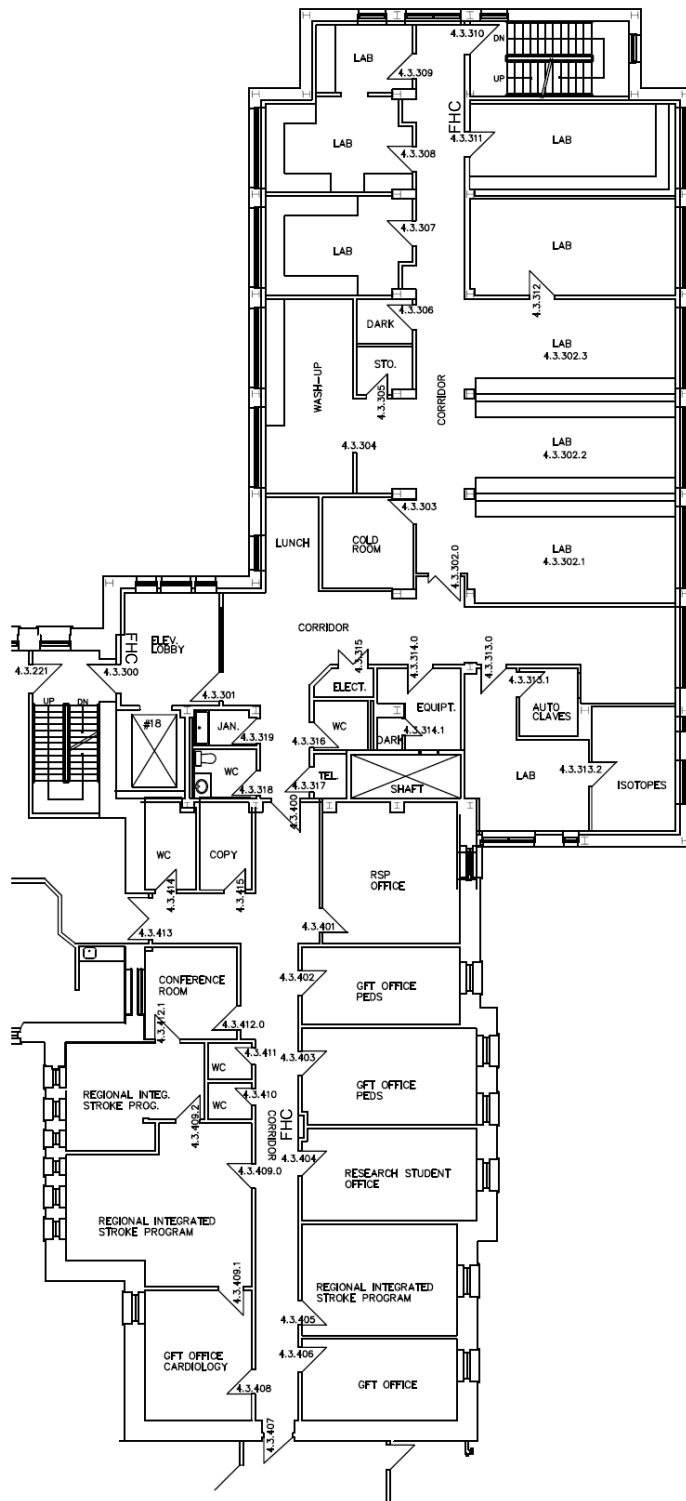 4.3.310
DN
UP
LAB
4.3.309
FHC
4.3.311
LAB
4.3.308
LAB
LAB
4.3.307
LAB
4.3.312
4.3.306
DARK
STO.
4.3.305
WASH-UP
CORRIDOR
LAB
4.3.302.3
4.3.304
LAB
4.3.302.2
4.3.303
LUNCH
COLD
ROOM
4.3.302.0
LAB
4.3.302.1
CORRIDOR
ELEV.
LOBBY
FHC
4.3.221
4.3.300
4.3.301
UP
DN
#18
JAN.
4.3.319
WC
4.3.318
4.3.315
ELECT.
WC
4.3.316
4.3.314.0
EQUIPT.
DARK
4.3.314.1
4.3.313.0
4.3.313.1
AUTO
CLAVES
LAB
4.3.313.2
ISOTOPES
TEL.
4.3.317
SHAFT
4.3.400
WC
4.3.414
COPY
4.3.415
RSP
OFFICE
4.3.401
4.3.413
CONFERENCE
ROOM
4.3.412.0
4.3.412.1
4.3.402
GFT OFFICE
PEDS
4.3.411
WC
4.3.403
GFT OFFICE
PEDS
4.3.410
WC
REGIONAL INTEG.
STROKE PROG.
4.3.409.2
CORRIDOR
FHC
4.3.404
RESEARCH STUDENT
OFFICE
4.3.409.0
REGIONAL INTEGRATED
STROKE PROGRAM
4.3.409.1
REGIONAL INTEGRATED
STROKE PROGRAM
4.3.405
4.3.406
GFT OFFICE
CARDIOLOGY
4.3.408
GFT OFFICE
4.3.407